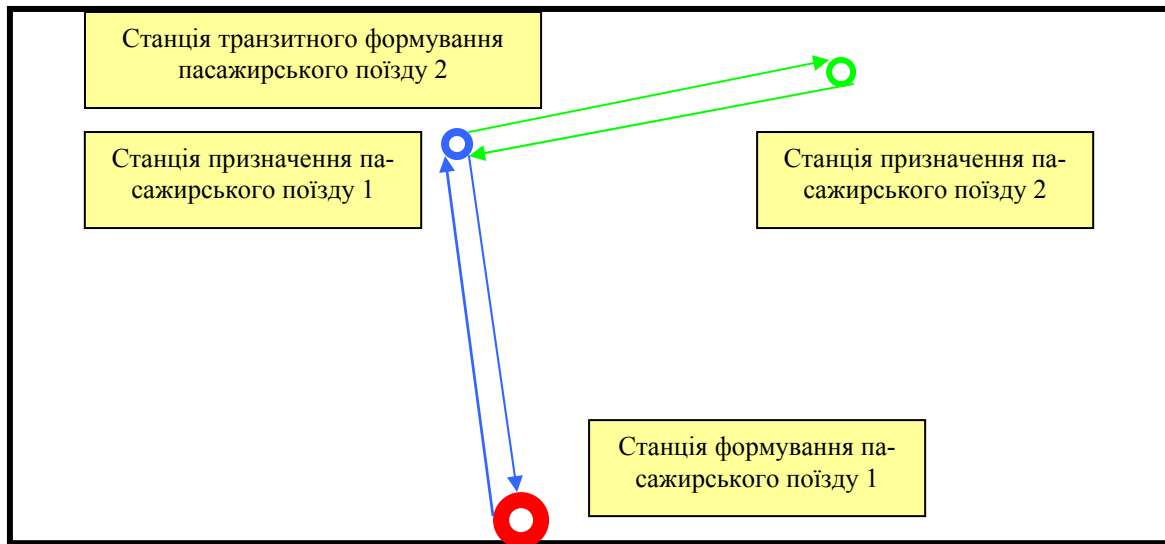 Станція транзитного формування
пасажирського поїзду 2
Станція призначення па-
сажирського поїзду 1
Станція призначення па-
сажирського поїзду 2
Станція формування па-
сажирського поїзду 1